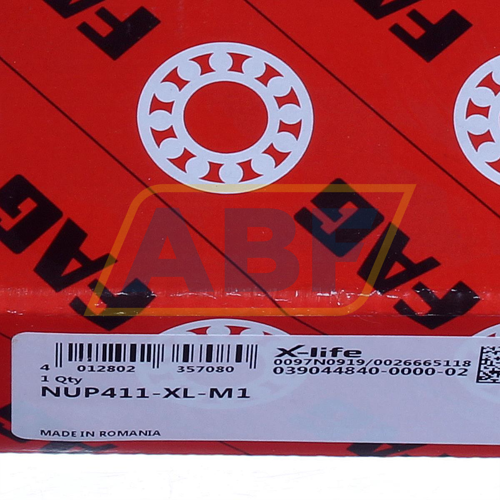 FAG
FAG
FAG
FAG
ABF
X-life
0097N0919/0026665118
039044840-0000-02
4 012802 357080
1 Qty
NUP411-XL-M1
MADE IN ROMANIA